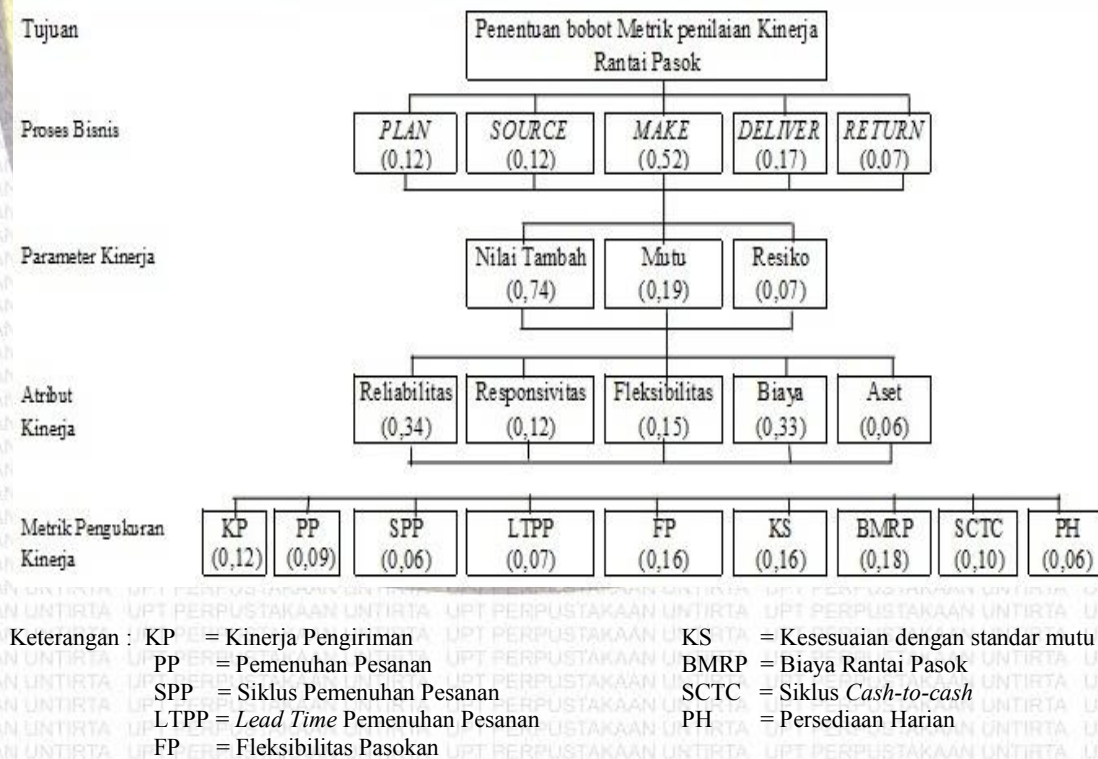 Tujuan
Penentuan bobot Metrik penilaian Kinerja
Rantai Pasok
Proses Bisnis
PLAN
(0,12)
SOURCE
(0,12)
MAKE
(0,52)
DELIVER
(0,17)
RETURN
(0,07)
Parameter Kinerja
Nilai Tambah
(0,74)
Mutu
(0,19)
Resiko
(0,07)
Atribut
Kinerja
Reliabilitas
(0,34)
Responsivitas
(0,12)
Fleksibilitas
(0,15)
Biaya
(0,33)
Aset
(0,06)
Metrik Pengukuran
Kinerja
KP
(0,12)
PP
(0,09)
SPP
(0,06)
LTPP
(0,07)
FP
(0,16)
KS
(0,16)
BMRP
(0,18)
SCTC
(0,10)
PH
(0,06)
Keterangan : KP = Kinerja Pengiriman
PP = Pemenuhan Pesanan
SPP = Siklus Pemenuhan Pesanan
LTPP = Lead Time Pemenuhan Pesanan
FP = Fleksibilitas Pasokan
KS = Kesesuaian dengan standar mutu
BMRP = Biaya Rantai Pasok
SCTC = Siklus Cash-to-cash
PH = Persediaan Harian
UPT PERPUSTAKAAN UNTIRTA